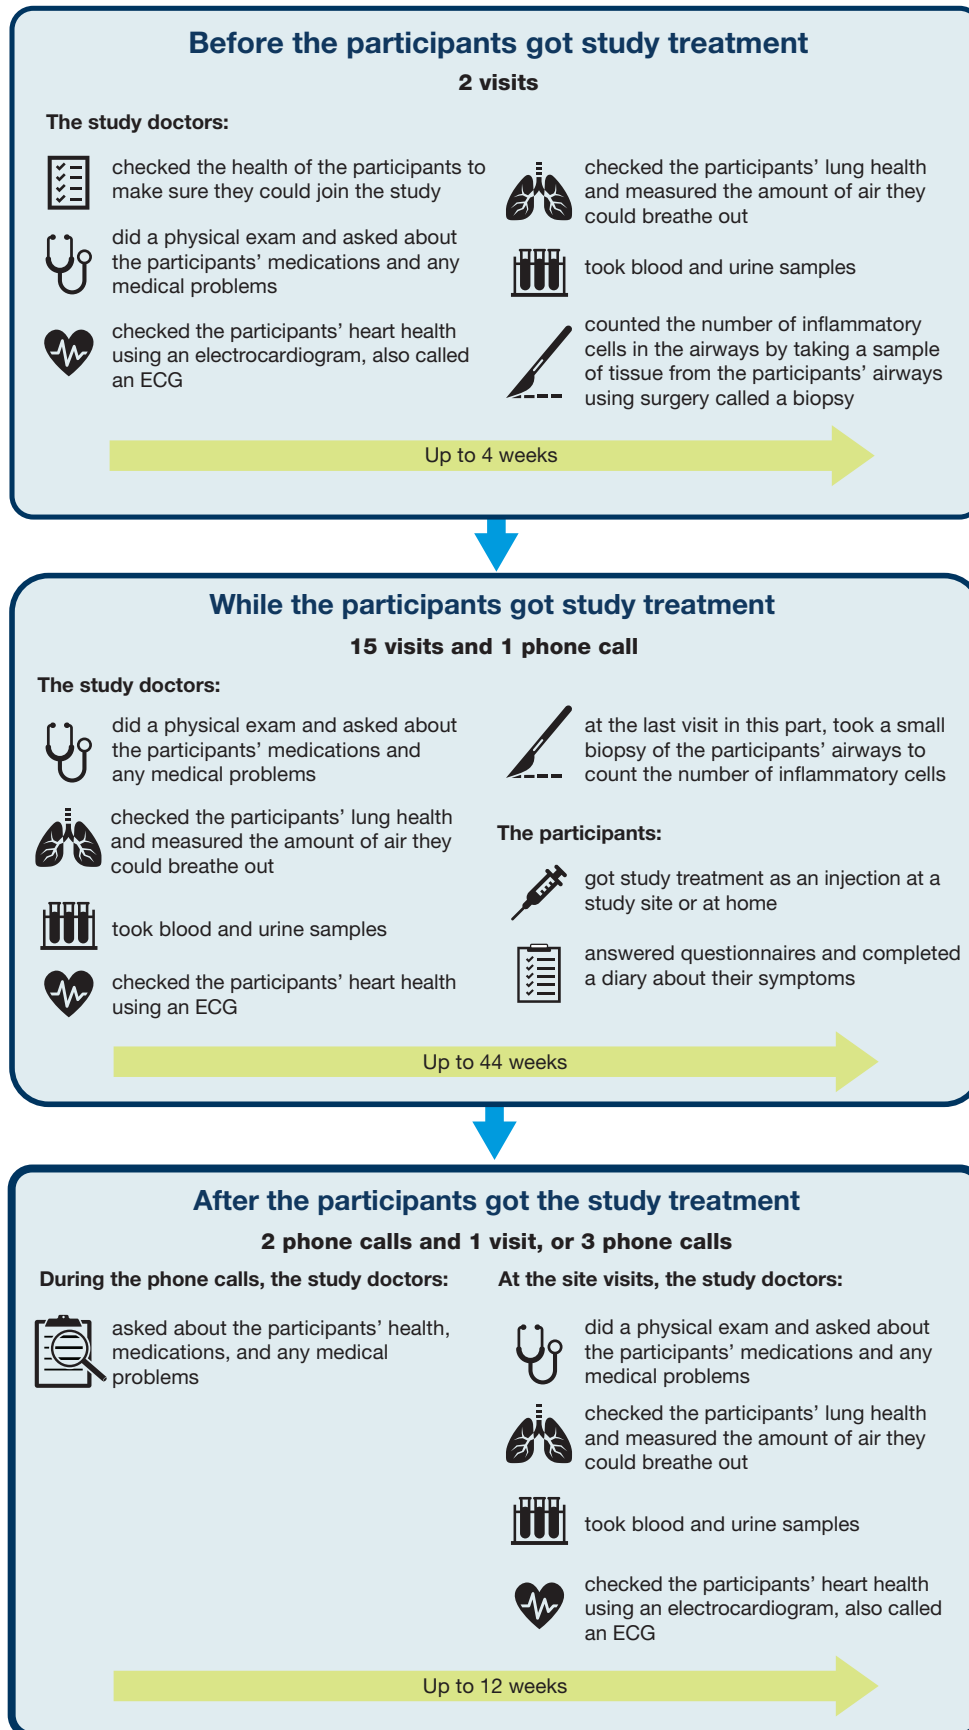 Before the participants got study treatment
2 visits
The study doctors:
checked the health of the participants to
make sure they could join the study
did a physical exam and asked about
the participants’ medications and any
medical problems
checked the participants’ heart health
using an electrocardiogram, also called
an ECG
checked the participants’ lung health
and measured the amount of air they
could breathe out
took blood and urine samples
counted the number of inflammatory
cells in the airways by taking a sample
of tissue from the participants’ airways
using surgery called a biopsy
Up to 4 weeks
While the participants got study treatment
15 visits and 1 phone call
The study doctors:
did a physical exam and asked about
the participants’ medications and
any medical problems
checked the participants’ lung health
and measured the amount of air they
could breathe out
took blood and urine samples
checked the participants’ heart health
using an ECG
at the last visit in this part, took a small
biopsy of the participants’ airways to
count the number of inflammatory cells
The participants:
got study treatment as an injection at a
study site or at home
answered questionnaires and completed
a diary about their symptoms
Up to 44 weeks
After the participants got the study treatment
2 phone calls and 1 visit, or 3 phone calls
During the phone calls, the study doctors:
asked about the participants’ health,
medications, and any medical
problems
At the site visits, the study doctors:
did a physical exam and asked about
the participants’ medications and any
medical problems
checked the participants’ lung health
and measured the amount of air they
could breathe out
took blood and urine samples
checked the participants’ heart health
using an electrocardiogram, also called
an ECG
Up to 12 weeks